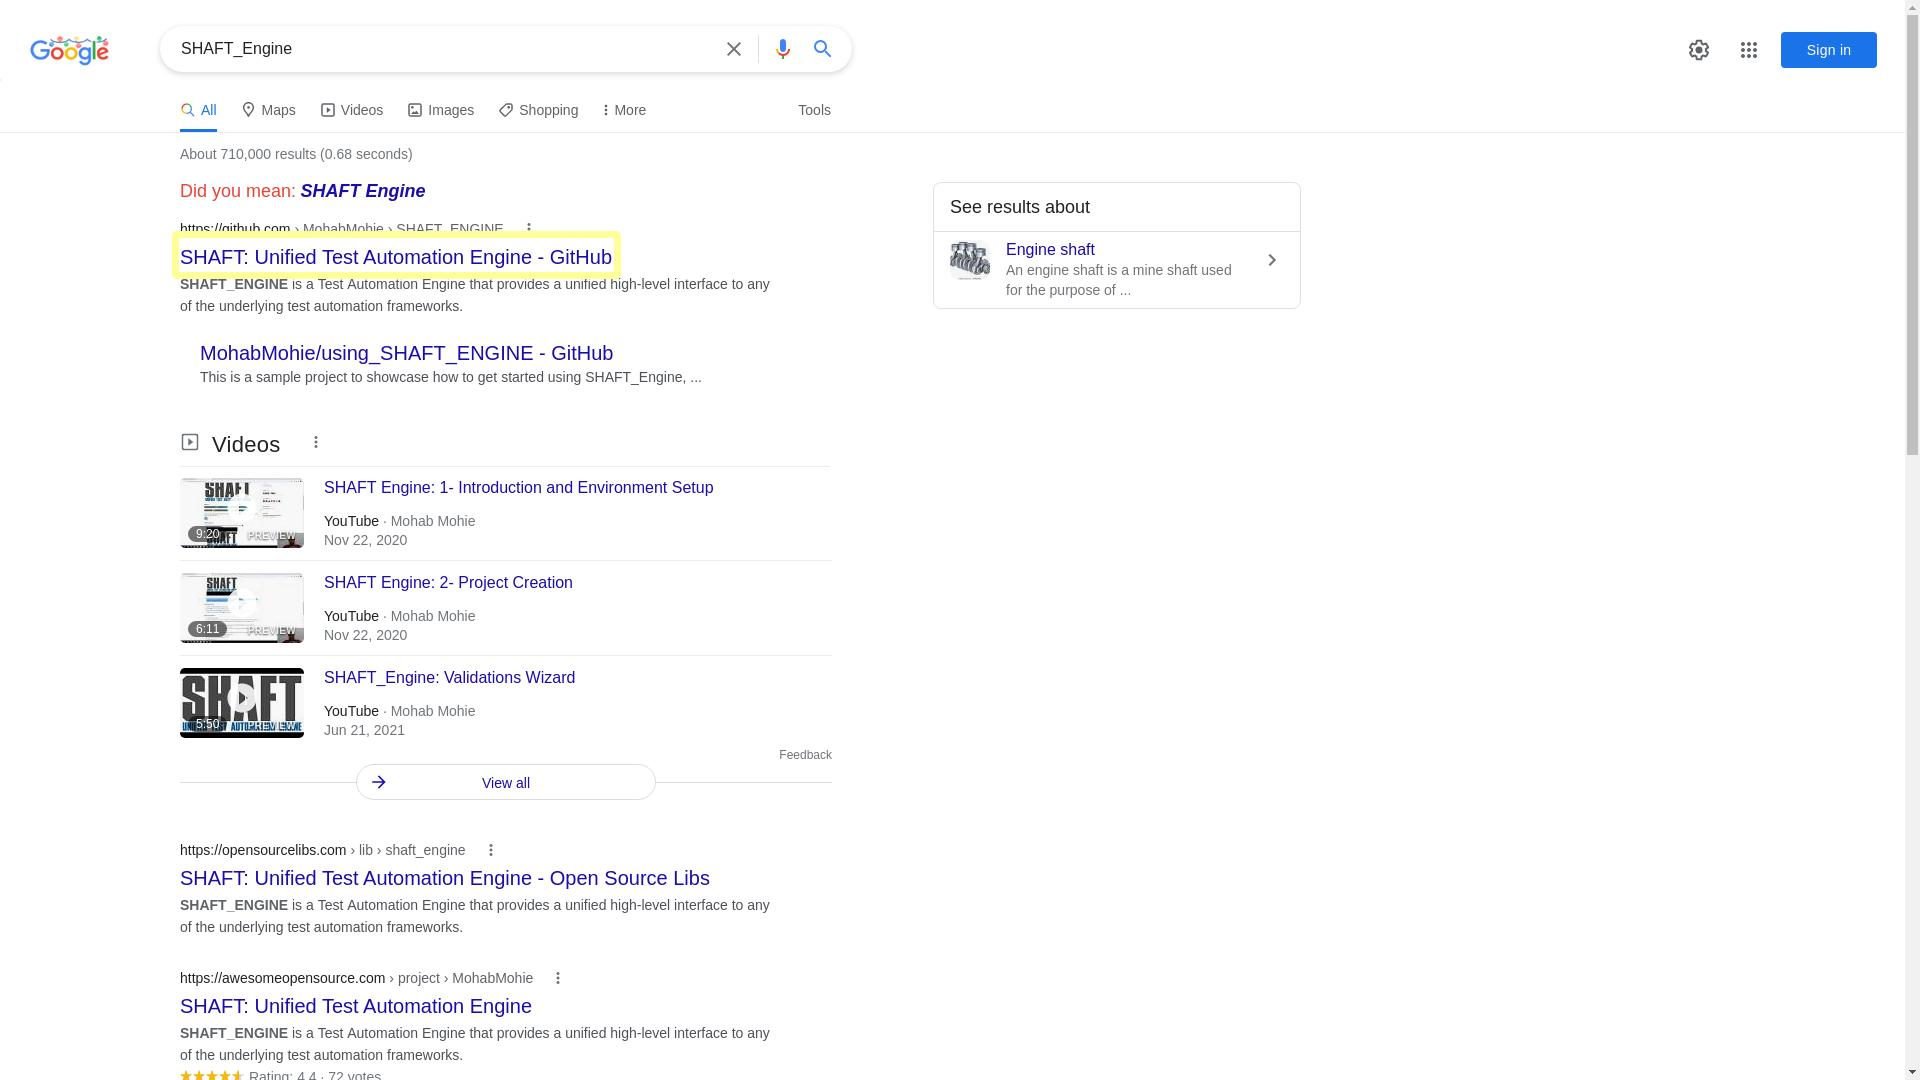 Google
SHAFT_Engine
Sign in
All
Maps
Videos
Images
Shopping
More
Tools
About 710,000 results (0.68 seconds)
Did you mean: SHAFT Engine
https://github.com › MohabMohie › SHAFT_ENGINE
SHAFT: Unified Test Automation Engine - GitHub
SHAFT_ENGINE is a Test Automation Engine that provides a unified high-level interface to any
of the underlying test automation frameworks.
MohabMohie/using_SHAFT_ENGINE - GitHub
This is a sample project to showcase how to get started using SHAFT_Engine, ...
See results about
Engine shaft
An engine shaft is a mine shaft used
for the purpose of ...
Videos
SHAFT
9:20
PREVIEW
SHAFT Engine: 1- Introduction and Environment Setup
YouTube · Mohab Mohie
Nov 22, 2020
SHAFT
6:11
PREVIEW
SHAFT Engine: 2- Project Creation
YouTube · Mohab Mohie
Nov 22, 2020
SHAFT
UNIFIED TEST AUTOMATION ENGINE
5:50
PREVIEW
SHAFT_Engine: Validations Wizard
YouTube · Mohab Mohie
Jun 21, 2021
Feedback
View all
https://opensourcelibs.com › lib › shaft_engine
SHAFT: Unified Test Automation Engine - Open Source Libs
SHAFT_ENGINE is a Test Automation Engine that provides a unified high-level interface to any
of the underlying test automation frameworks.
https://awesomeopensource.com › project › MohabMohie
SHAFT: Unified Test Automation Engine
SHAFT_ENGINE is a Test Automation Engine that provides a unified high-level interface to any
of the underlying test automation frameworks.
Rating: 4.4 · 72 votes